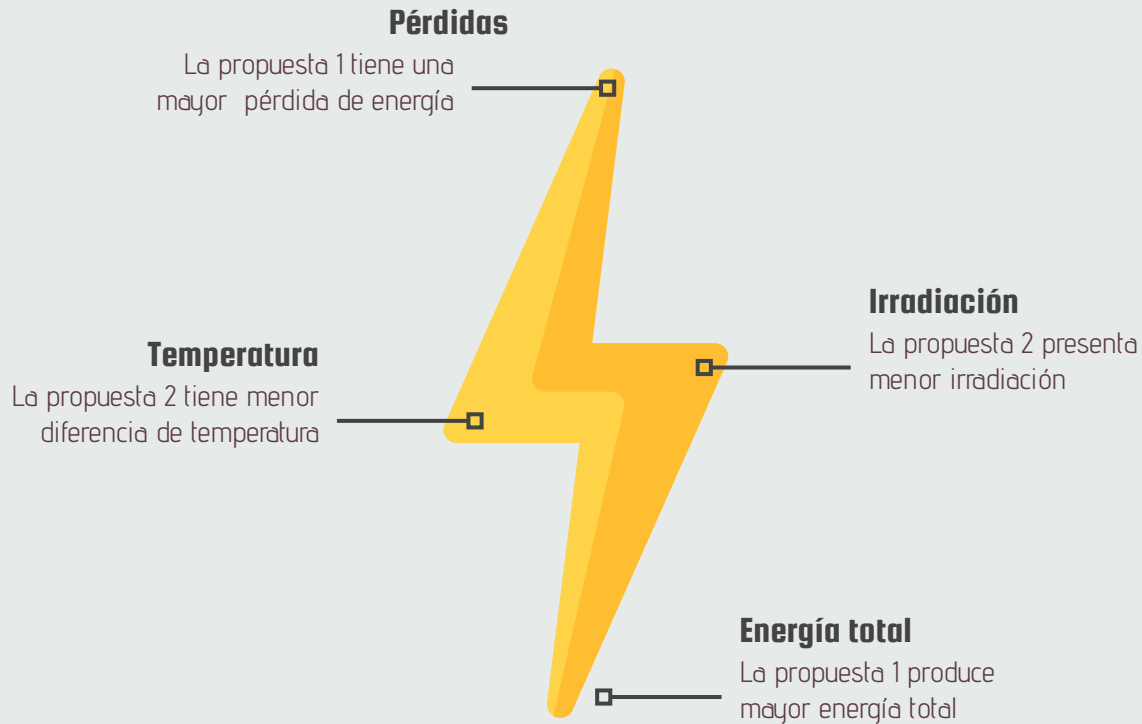 Pérdidas
La propuesta 1 tiene una
mayor pérdida de energía
Irradiación
La propuesta 2 presenta
menor irradiación
Temperatura
La propuesta 2 tiene menor
diferencia de temperatura
Energía total
La propuesta 1 produce
mayor energía total